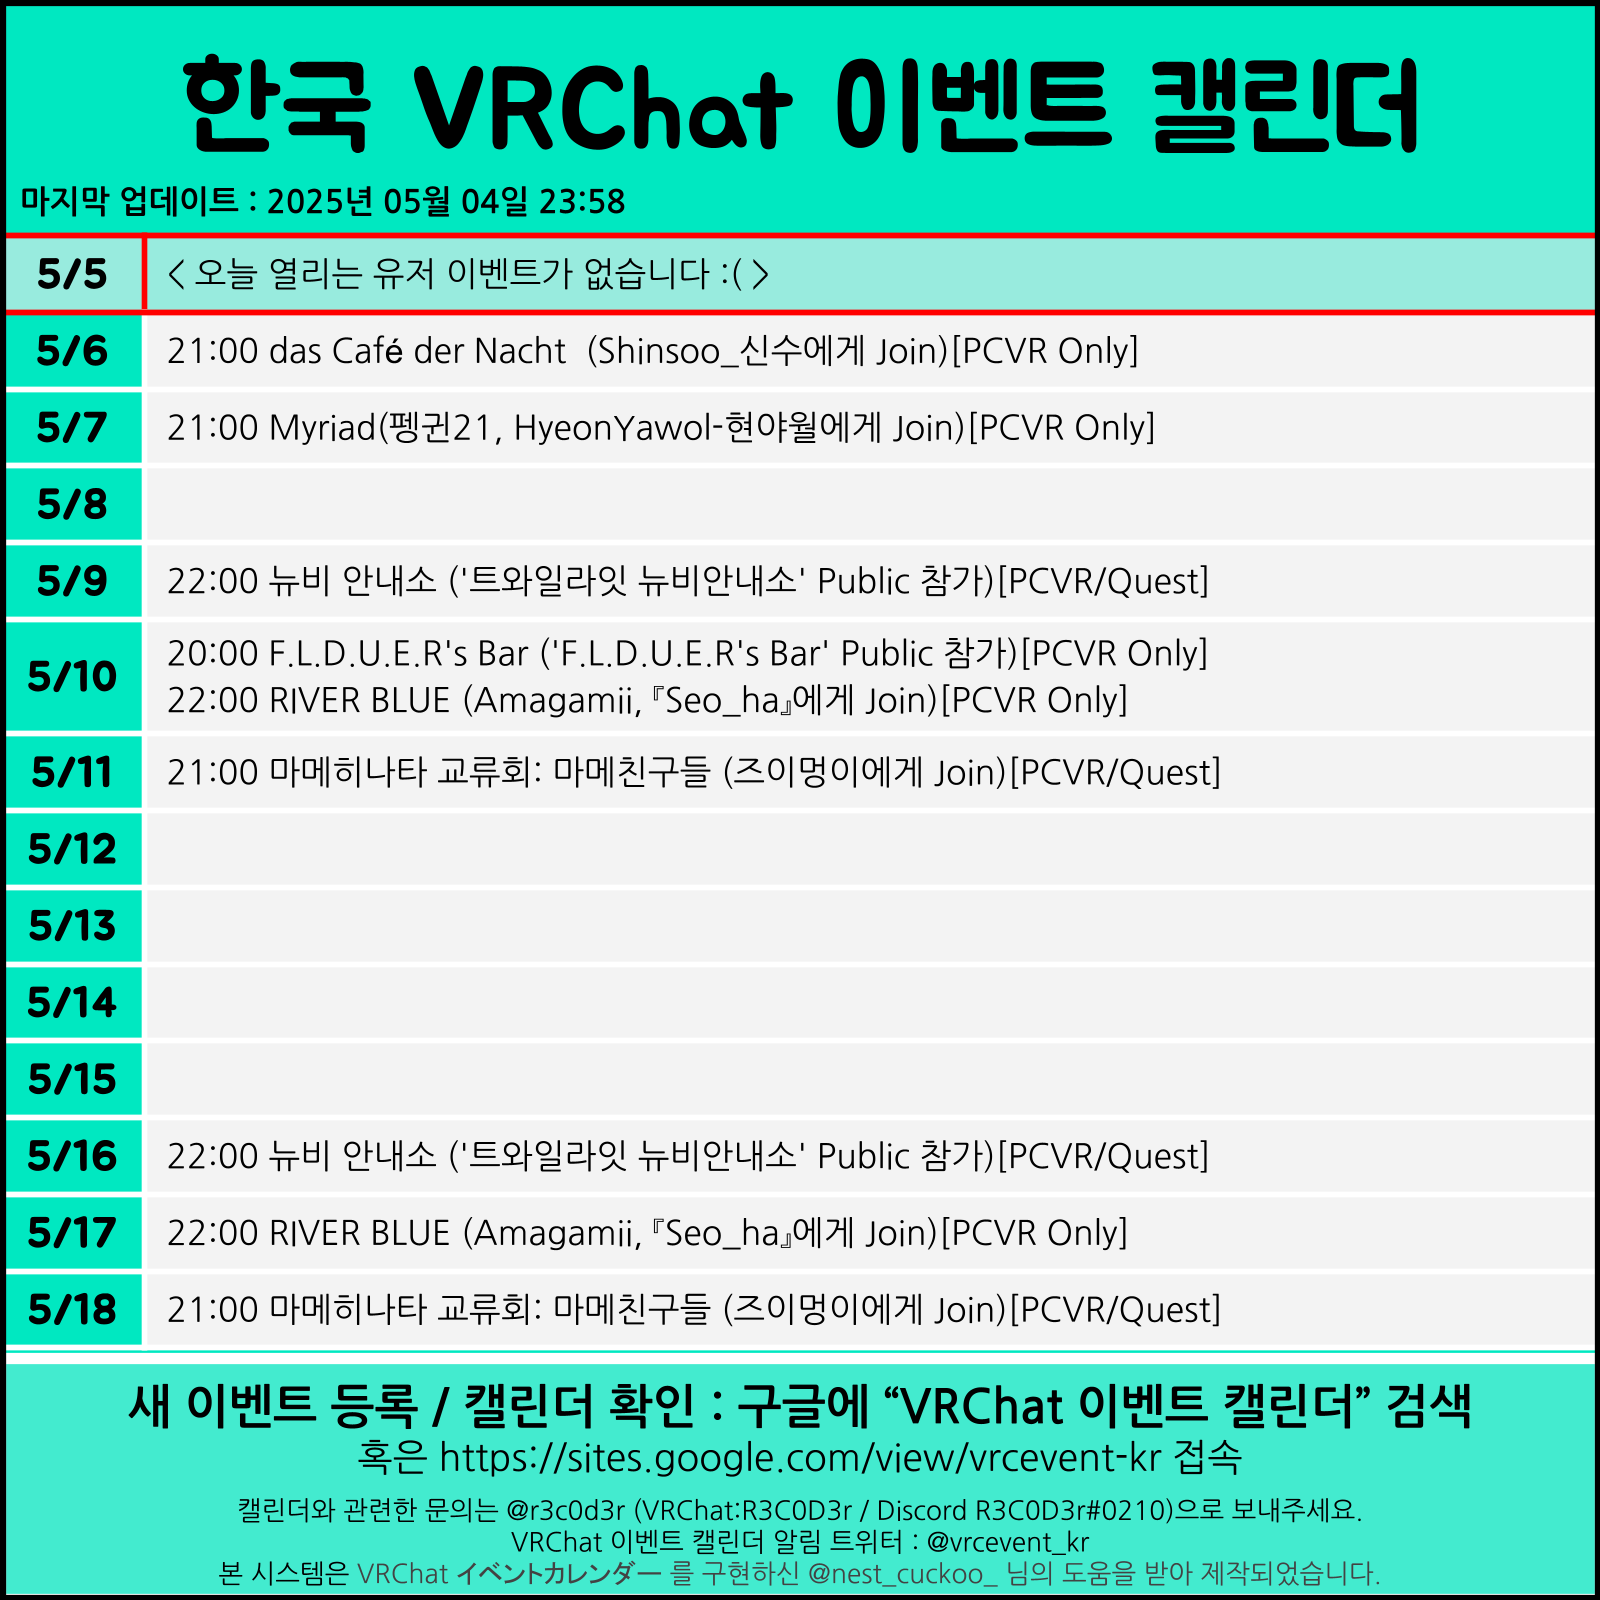 한국 VRChat 이벤트 캘린더
마지막 업데이트 : 2025년 05월 04일 23:58
5/5 < 오늘 열리는 유저 이벤트가 없습니다 :( >
5/6 21:00 das Café der Nacht (Shinsoo_신수에게 Join)[PCVR Only]
5/7 21:00 Myriad(펭귄21, HyeonYawol-현야월에게 Join)[PCVR Only]
5/8
5/9 22:00 뉴비 안내소 ('트와일라잇 뉴비안내소' Public 참가)[PCVR/Quest]
5/10 20:00 F.L.D.U.E.R's Bar ('F.L.D.U.E.R's Bar' Public 참가)[PCVR Only]
22:00 RIVER BLUE (Amagamii,『Seo_ha』에게 Join)[PCVR Only]
5/11 21:00 마메히나타 교류회: 마메친구들 (즈이멍이에게 Join)[PCVR/Quest]
5/12
5/13
5/14
5/15
5/16 22:00 뉴비 안내소 ('트와일라잇 뉴비안내소' Public 참가)[PCVR/Quest]
5/17 22:00 RIVER BLUE (Amagamii,『Seo_ha』에게 Join)[PCVR Only]
5/18 21:00 마메히나타 교류회: 마메친구들 (즈이멍이에게 Join)[PCVR/Quest]
새 이벤트 등록 / 캘린더 확인 : 구글에 “VRChat 이벤트 캘린더” 검색
혹은 https://sites.google.com/view/vrcevent-kr 접속
캘린더와 관련한 문의는 @r3c0d3r (VRChat:R3C0D3r / Discord R3C0D3r#0210)으로 보내주세요.
VRChat 이벤트 캘린더 알림 트위터 : @vrcevent_kr
본 시스템은 VRChat イベントカレンダー 를 구현하신 @nest_cuckoo_ 님의 도움을 받아 제작되었습니다.